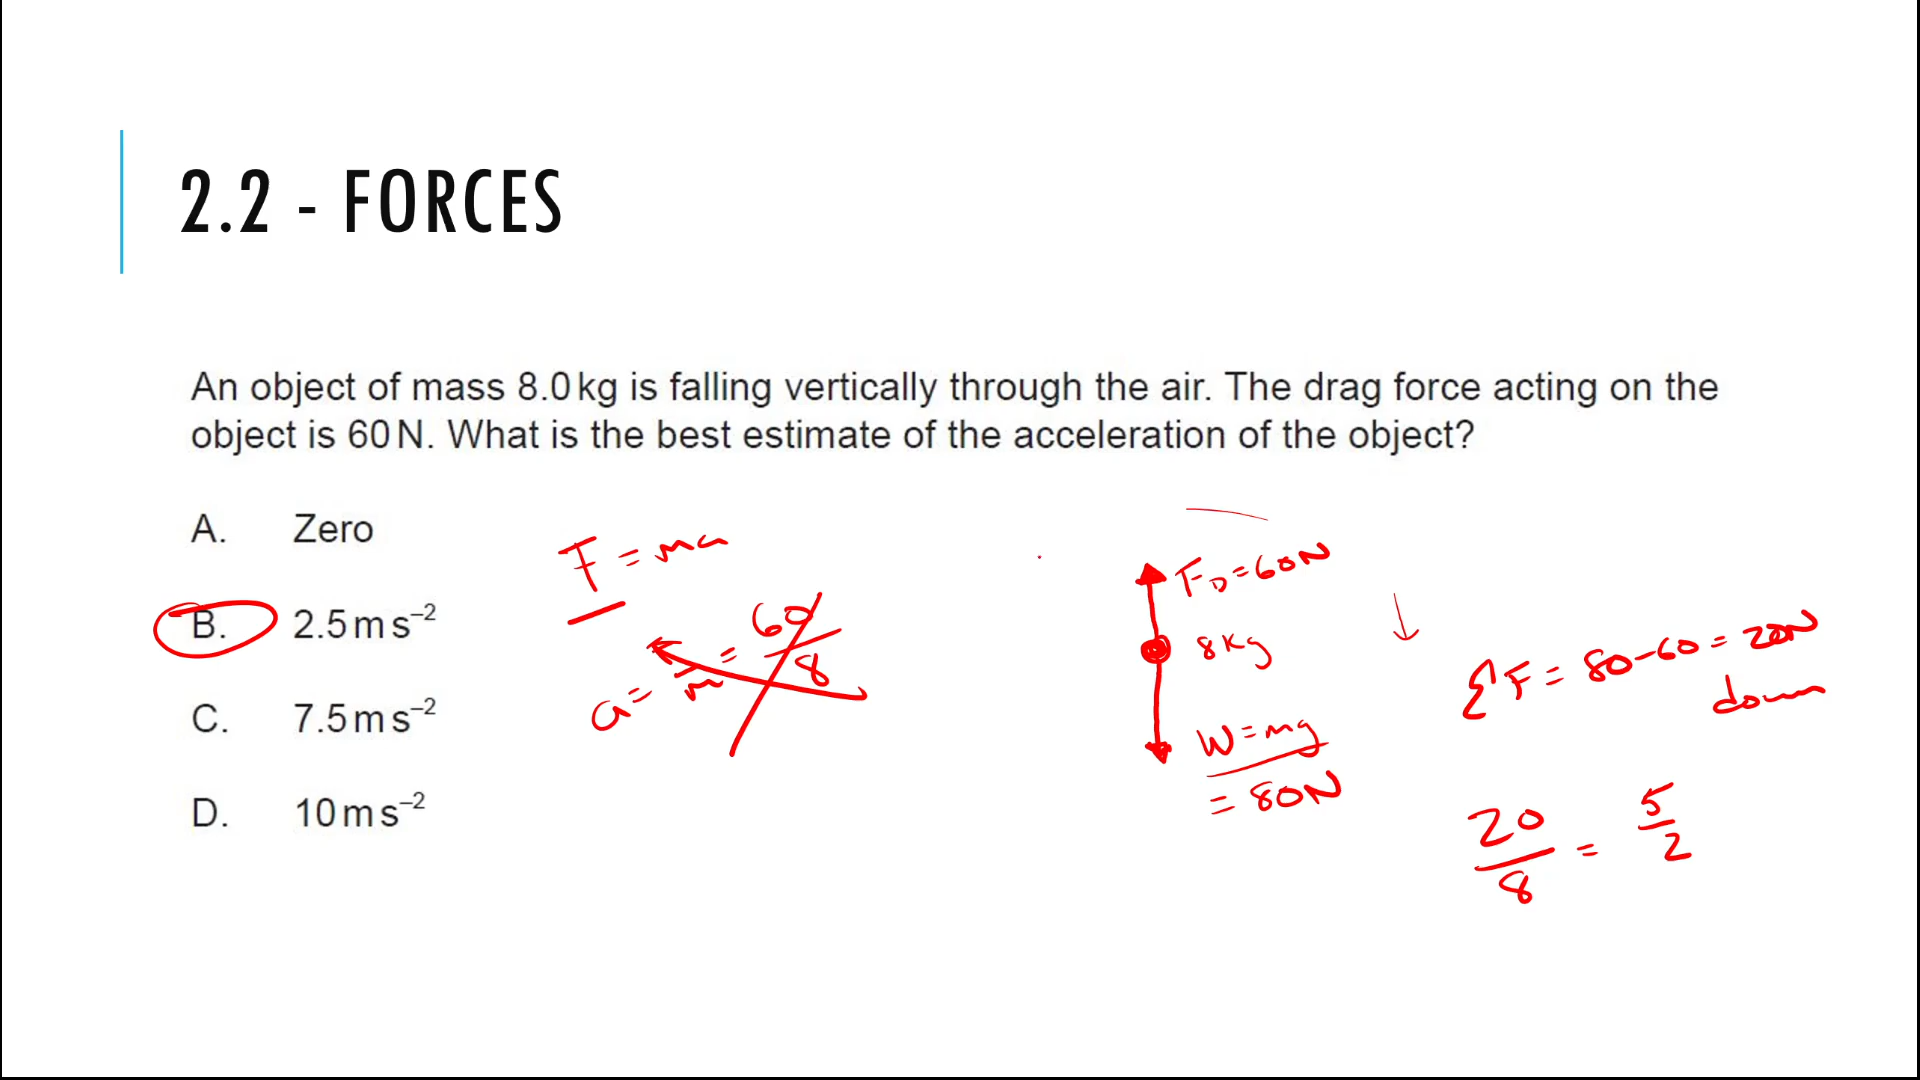 2.2 - FORCES
An object of mass 8.0 kg is falling vertically through the air. The drag force acting on the
object is 60 N. What is the best estimate of the acceleration of the object?
A. Zero
B. 2.5 m s⁻²
C. 7.5 m s⁻²
D. 10 m s⁻²
F = ma
a = F/m = 60/8
F_D = 60N
8kg
W = mg
= 80N
ΣF = 80-60 = 20N
down
20/8 = 5/2